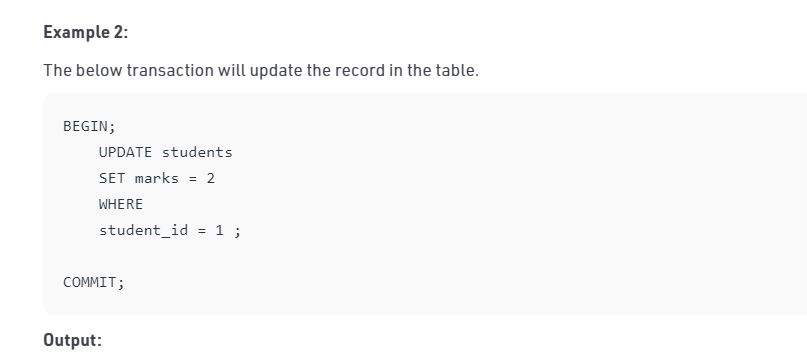 Example 2:
The below transaction will update the record in the table.
BEGIN;
UPDATE students
SET marks = 2
WHERE
student_id = 1 ;
COMMIT;
Output: